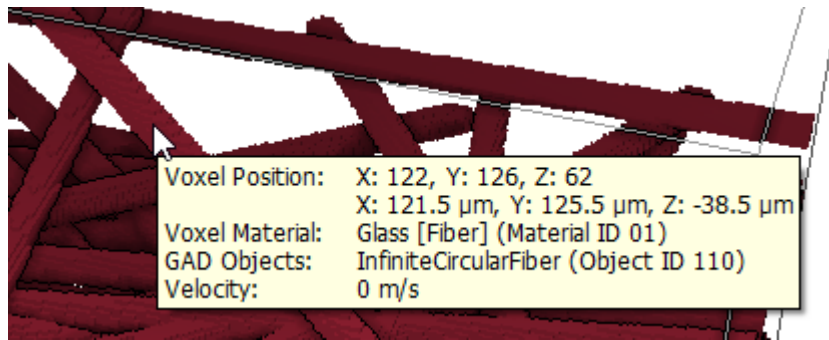 Voxel Position: X: 122, Y: 126, Z: 62
X: 121.5 µm, Y: 125.5 µm, Z: -38.5 µm
Voxel Material: Glass [Fiber] (Material ID 01)
GAD Objects: InfiniteCircularFiber (Object ID 110)
Velocity: 0 m/s